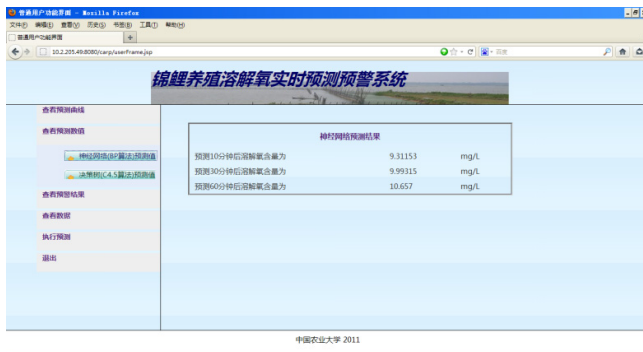 普通用户功能界面 - Mozilla Firefox
文件(F) 编辑(E) 查看(V) 历史(S) 书签(B) 工具(T) 帮助(H)
普通用户功能界面 +
10.2.205.49:8080/carp/userFrame.jsp 百度
锦鲤养殖溶解氧实时预测预警系统
查看预测曲线
查看预测数值
神经网络(BP算法)预测值
决策树(C4.5算法)预测值
查看预警结果
查看数据
执行预测
退出
神经网络预测结果
预测10分钟后溶解氧含量为 9.31153 mg/L
预测30分钟后溶解氧含量为 9.99315 mg/L
预测60分钟后溶解氧含量为 10.657 mg/L
中国农业大学 2011